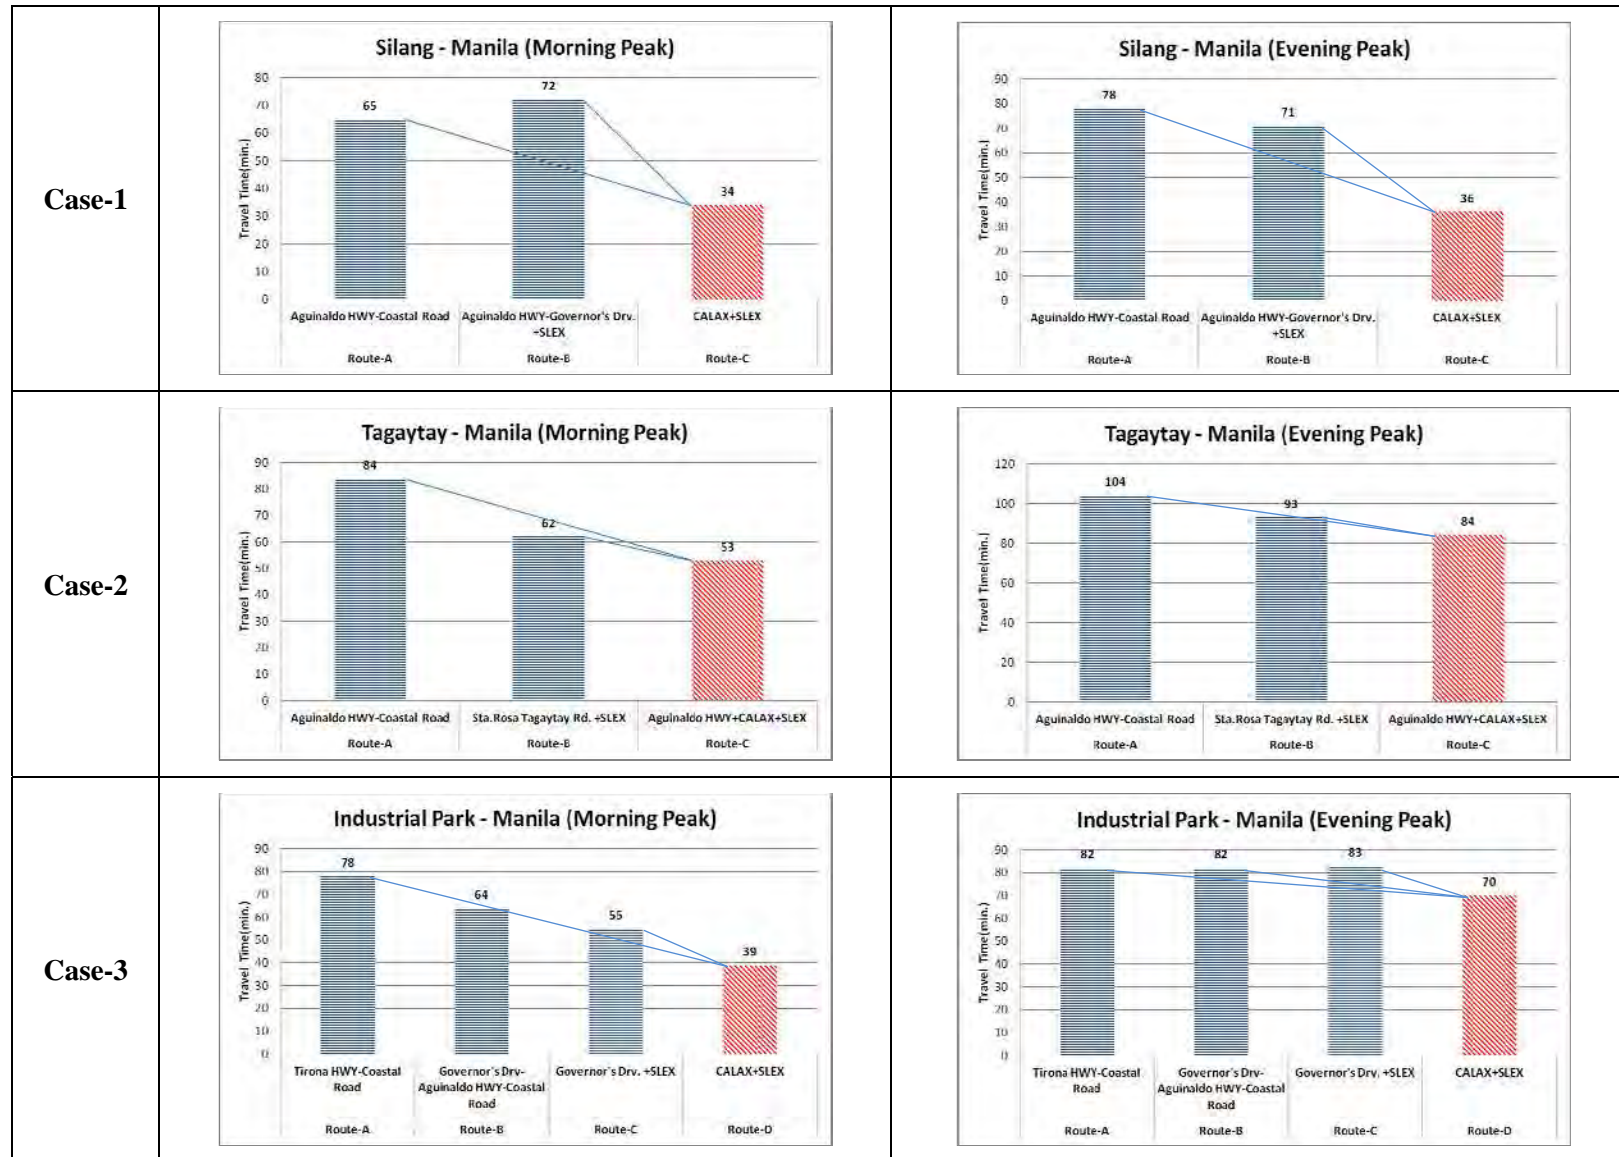 Case-1
Silang - Manila (Morning Peak)
Travel Time(min.)
80
70
60
50
40
30
20
10
0
65
72
34
Aguinaldo HWY-Coastal Road
Aguinaldo HWY-Governor's Drv.
+SLEX
CALAX+SLEX
Route-A
Route-B
Route-C
Silang - Manila (Evening Peak)
Travel Time(min.)
90
80
70
60
50
40
30
20
10
0
78
71
36
Aguinaldo HWY-Coastal Road
Aguinaldo HWY-Governor's Drv.
+SLEX
CALAX+SLEX
Route-A
Route-B
Route-C
Case-2
Tagaytay - Manila (Morning Peak)
Travel Time(min.)
90
80
70
60
50
40
30
20
10
0
84
62
53
Aguinaldo HWY-Coastal Road
Sta.Rosa Tagaytay Rd. +SLEX
Aguinaldo HWY+CALAX+SLEX
Route-A
Route-B
Route-C
Tagaytay - Manila (Evening Peak)
Travel Time(min.)
120
100
80
60
40
20
0
104
93
84
Aguinaldo HWY-Coastal Road
Sta.Rosa Tagaytay Rd. +SLEX
Aguinaldo HWY+CALAX+SLEX
Route-A
Route-B
Route-C
Case-3
Industrial Park - Manila (Morning Peak)
Travel Time(min.)
90
80
70
60
50
40
30
20
10
0
78
64
55
39
Tirona HWY-Coastal
Road
Governor's Drv-
Aguinaldo HWY-Coastal
Road
Governor's Drv. +SLEX
CALAX+SLEX
Route-A
Route-B
Route-C
Route-D
Industrial Park - Manila (Evening Peak)
Travel Time(min.)
90
80
70
60
50
40
30
20
10
0
82
82
83
70
Tirona HWY-Coastal
Road
Governor's Drv-
Aguinaldo HWY-Coastal
Road
Governor's Drv. +SLEX
CALAX+SLEX
Route-A
Route-B
Route-C
Route-D